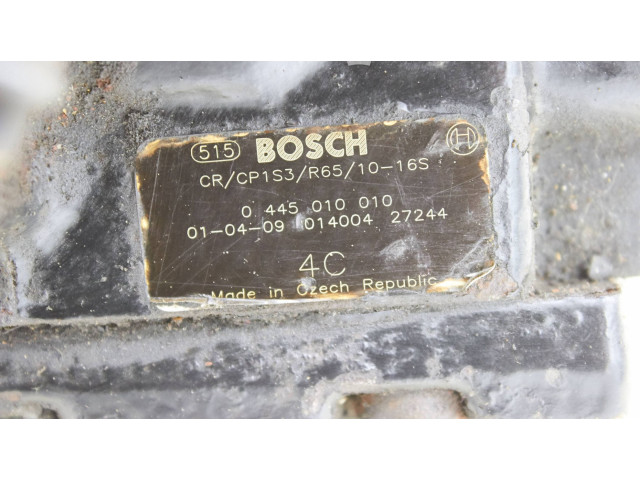 515 BOSCH H
CR/CP1S3/R65/10-16S
0 445 010 010
01-04-09 014004 27244
4C
Made in Czech Republic